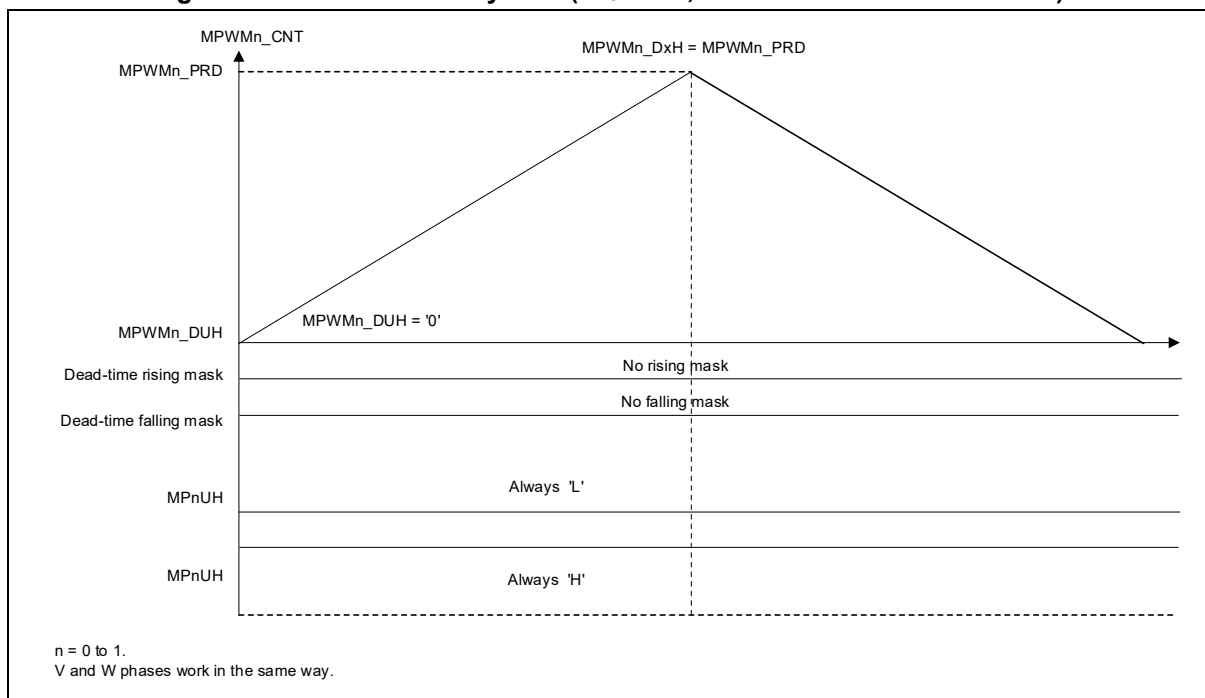 MPWMn_CNT
MPWMn_DxH = MPWMn_PRD
MPWMn_PRD
MPWMn_DUH = '0'
MPWMn_DUH
No rising mask
Dead-time rising mask
No falling mask
Dead-time falling mask
Always 'L'
MPnUH
MPnUH
Always 'H'
n = 0 to 1.
V and W phases work in the same way.